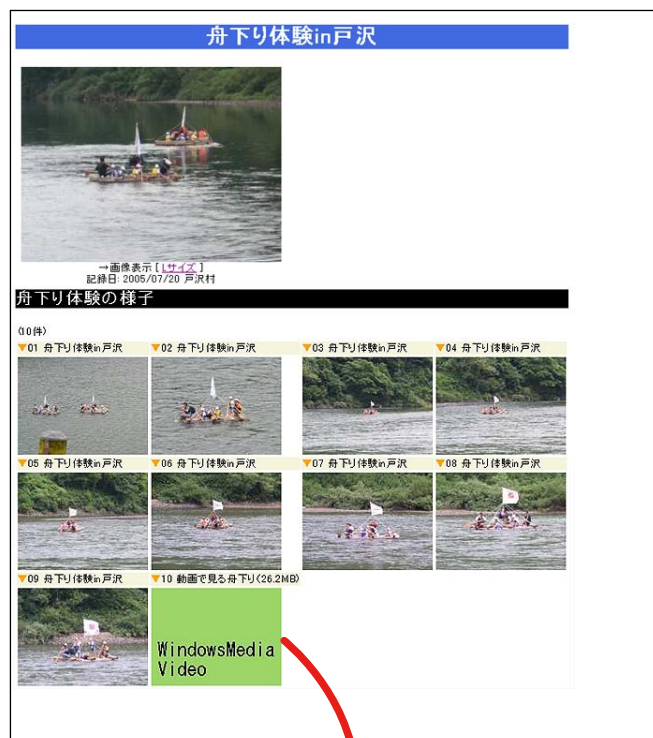 舟下り体験in戸沢
→画像表示 [ Lサイズ ]
記録日: 2005/07/20 戸沢村
舟下り体験の様子
(10件)
▼01 舟下り体験in戸沢 ▼02 舟下り体験in戸沢 ▼03 舟下り体験in戸沢 ▼04 舟下り体験in戸沢
▼05 舟下り体験in戸沢 ▼06 舟下り体験in戸沢 ▼07 舟下り体験in戸沢 ▼08 舟下り体験in戸沢
▼09 舟下り体験in戸沢 ▼10 動画で見る舟下り(26.2MB)
WindowsMedia
Video